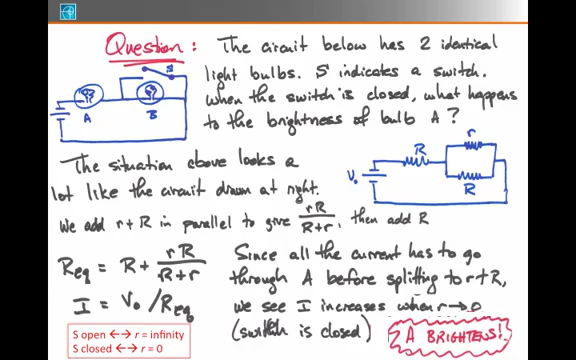 Question: The circuit below has 2 identical
light bulbs. S indicates a switch.
When the switch is closed, what happens
to the brightness of bulb A?
S
A
B
The situation above looks a
lot like the circuit drawn at right.
V₀
R
r
R
We add r+R in parallel to give rR/(R+r), then add R
Req = R + rR/(R+r)
I = V₀/Req
Since all the current has to go
through A before splitting to r+R,
we see I increases when r→0
(switch is closed)
A BRIGHTENS!
S open ←→ r = infinity
S closed ←→ r = 0